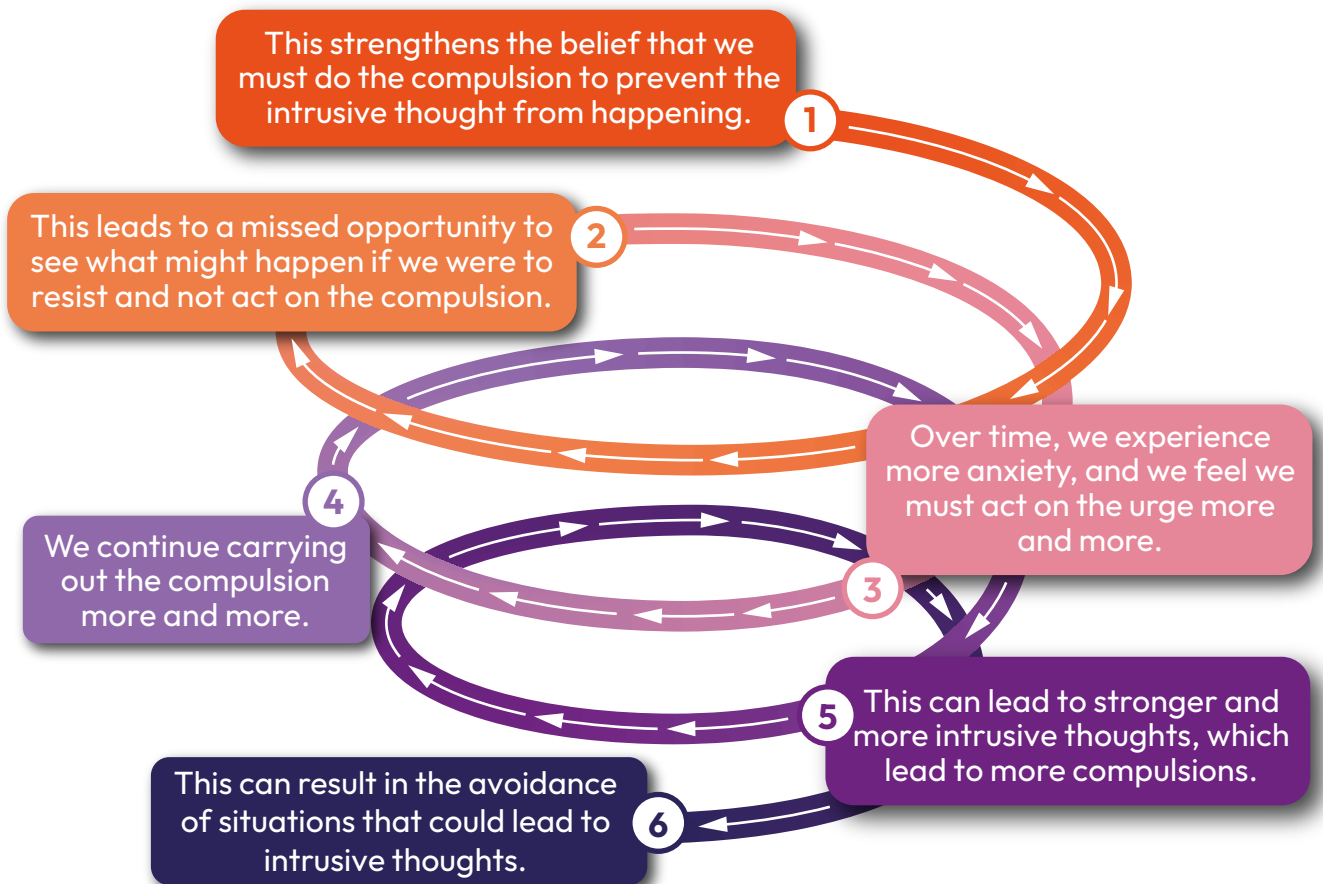 This strengthens the belief that we
must do the compulsion to prevent the
intrusive thought from happening.
1
This leads to a missed opportunity to
see what might happen if we were to
resist and not act on the compulsion.
2
Over time, we experience
more anxiety, and we feel we
must act on the urge more
and more.
3
4
We continue carrying
out the compulsion
more and more.
5
This can lead to stronger and
more intrusive thoughts, which
lead to more compulsions.
This can result in the avoidance
of situations that could lead to
intrusive thoughts.
6